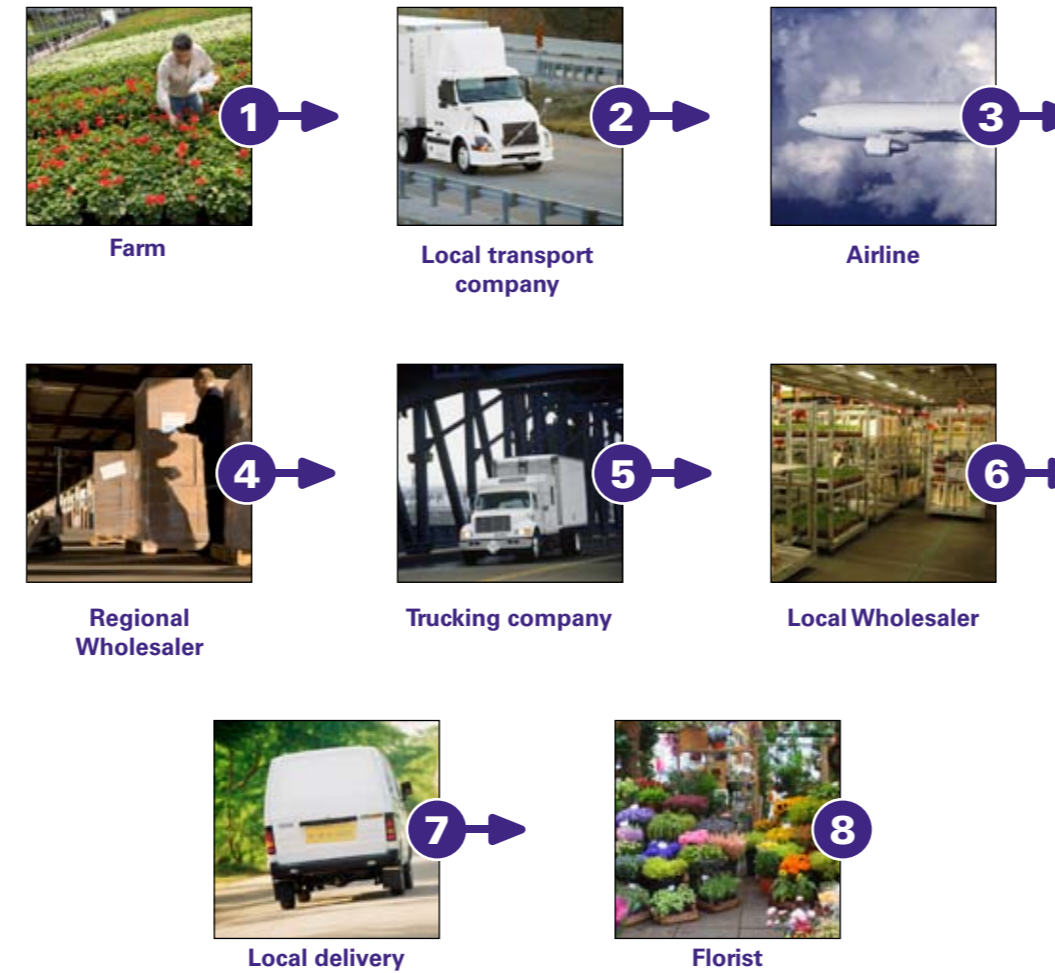 1
2
3
Farm
Local transport
company
Airline
4
5
6
Regional
Wholesaler
Trucking company
Local Wholesaler
7
8
Local delivery
Florist